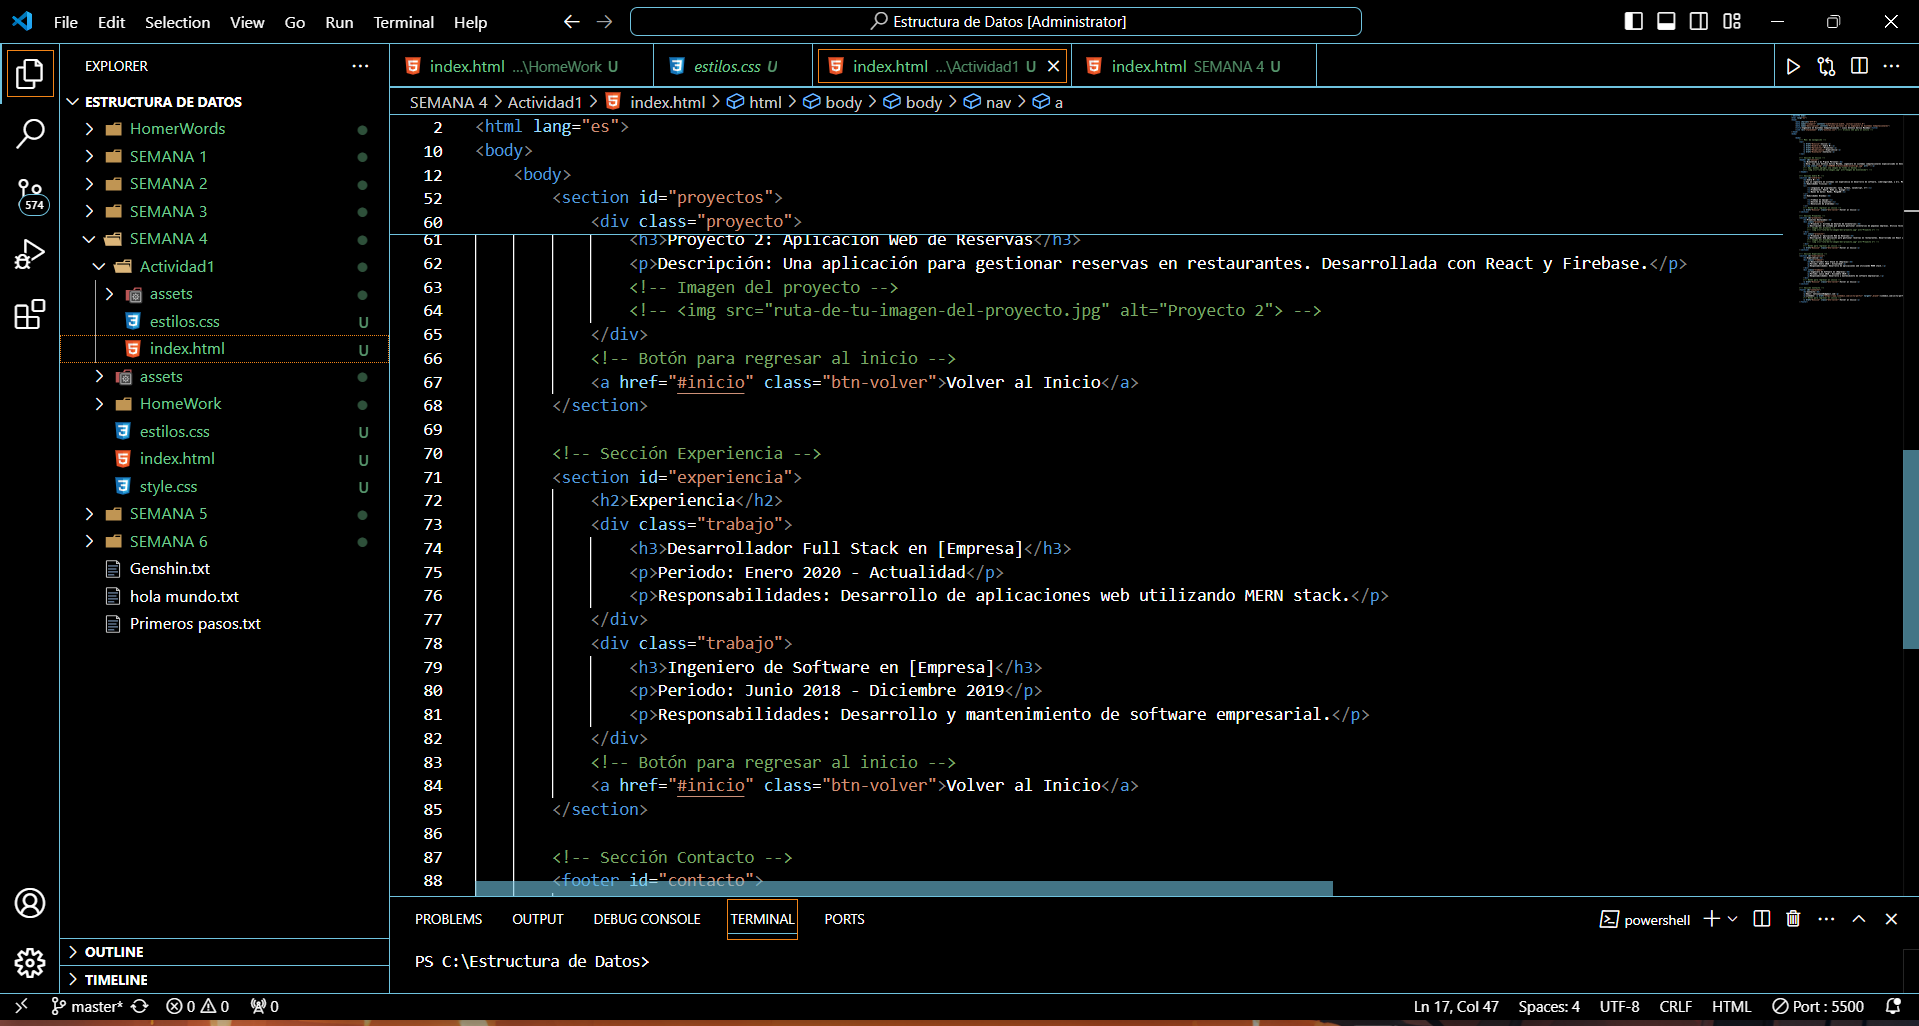 File Edit Selection View Go Run Terminal Help
Estructura de Datos [Administrator]
EXPLORER
ESTRUCTURA DE DATOS
HomerWords
SEMANA 1
SEMANA 2
SEMANA 3
SEMANA 4
Actividad1
assets
estilos.css U
index.html U
assets
HomeWork
estilos.css U
index.html U
style.css U
SEMANA 5
SEMANA 6
Genshin.txt
hola mundo.txt
Primeros pasos.txt
OUTLINE
TIMELINE
574
index.html ...\HomeWork U
estilos.css U
index.html ...\Actividad1 U
index.html SEMANA 4 U
SEMANA 4 > Actividad1 > index.html > html > body > body > nav > a
2 <html lang="es">
10 <body>
12 <body>
52 <section id="proyectos">
60 <div class="proyecto">
61 <h3>Proyecto 2: Aplicación Web de Reservas</h3>
62 <p>Descripción: Una aplicación para gestionar reservas en restaurantes. Desarrollada con React y Firebase.</p>
63 <!-- Imagen del proyecto -->
64 <!-- <img src="ruta-de-tu-imagen-del-proyecto.jpg" alt="Proyecto 2"> -->
65 </div>
66 <!-- Botón para regresar al inicio -->
67 <a href="#inicio" class="btn-volver">Volver al Inicio</a>
68 </section>
69
70 <!-- Sección Experiencia -->
71 <section id="experiencia">
72 <h2>Experiencia</h2>
73 <div class="trabajo">
74 <h3>Desarrollador Full Stack en [Empresa]</h3>
75 <p>Periodo: Enero 2020 - Actualidad</p>
76 <p>Responsabilidades: Desarrollo de aplicaciones web utilizando MERN stack.</p>
77 </div>
78 <div class="trabajo">
79 <h3>Ingeniero de Software en [Empresa]</h3>
80 <p>Periodo: Junio 2018 - Diciembre 2019</p>
81 <p>Responsabilidades: Desarrollo y mantenimiento de software empresarial.</p>
82 </div>
83 <!-- Botón para regresar al inicio -->
84 <a href="#inicio" class="btn-volver">Volver al Inicio</a>
85 </section>
86
87 <!-- Sección Contacto -->
88 <footer id="contacto">
PROBLEMS OUTPUT DEBUG CONSOLE TERMINAL PORTS
powershell
PS C:\Estructura de Datos>
master* 0 0 0
Ln 17, Col 47 Spaces: 4 UTF-8 CRLF HTML Port : 5500